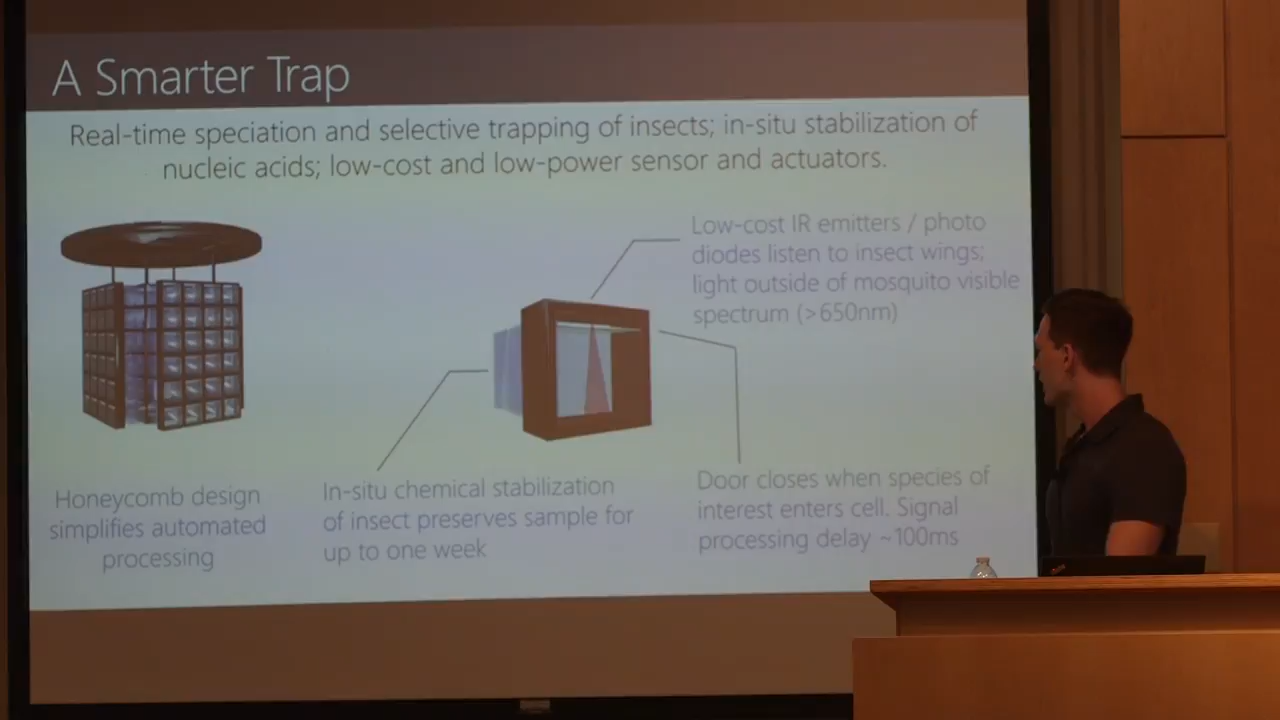 A Smarter Trap
Real-time speciation and selective trapping of insects; in-situ stabilization of
nucleic acids; low-cost and low-power sensor and actuators.
Low-cost IR emitters / photo
diodes listen to insect wings;
light outside of mosquito visible
spectrum (>650nm)
Honeycomb design
simplifies automated
processing
In-situ chemical stabilization
of insect preserves sample for
up to one week
Door closes when species of
interest enters cell. Signal
processing delay ~100ms